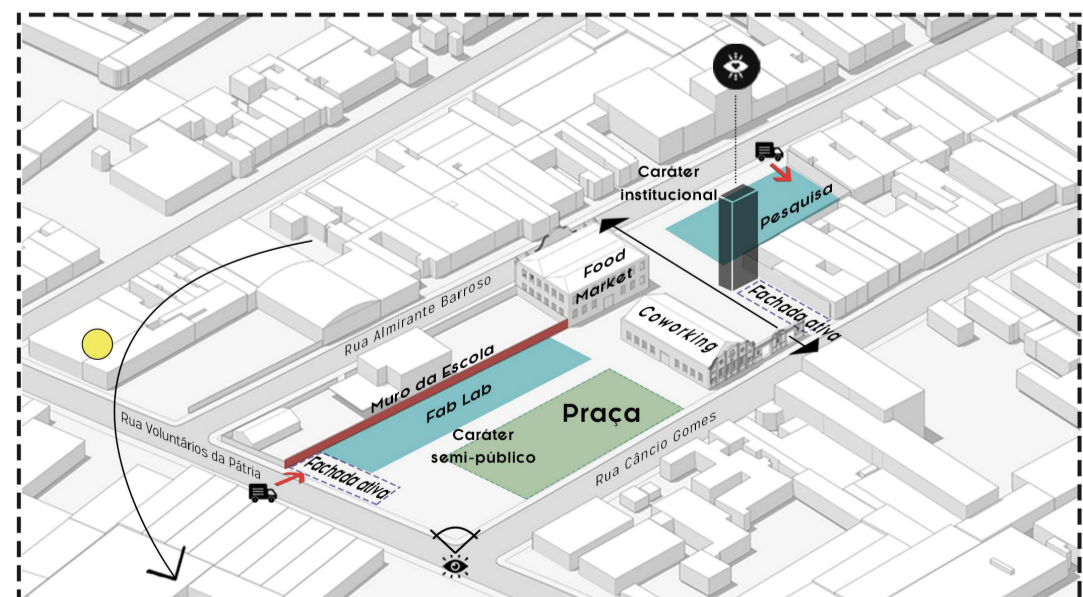 Caráter
institucional
Pesquisa
Food
Market
Fachada ativa
Coworking
Rua Almirante Barroso
Muro da Escola
Fab Lab
Praça
Caráter
semi-público
Rua Câncio Gomes
Rua Voluntários da Pátria
Fachada ativa